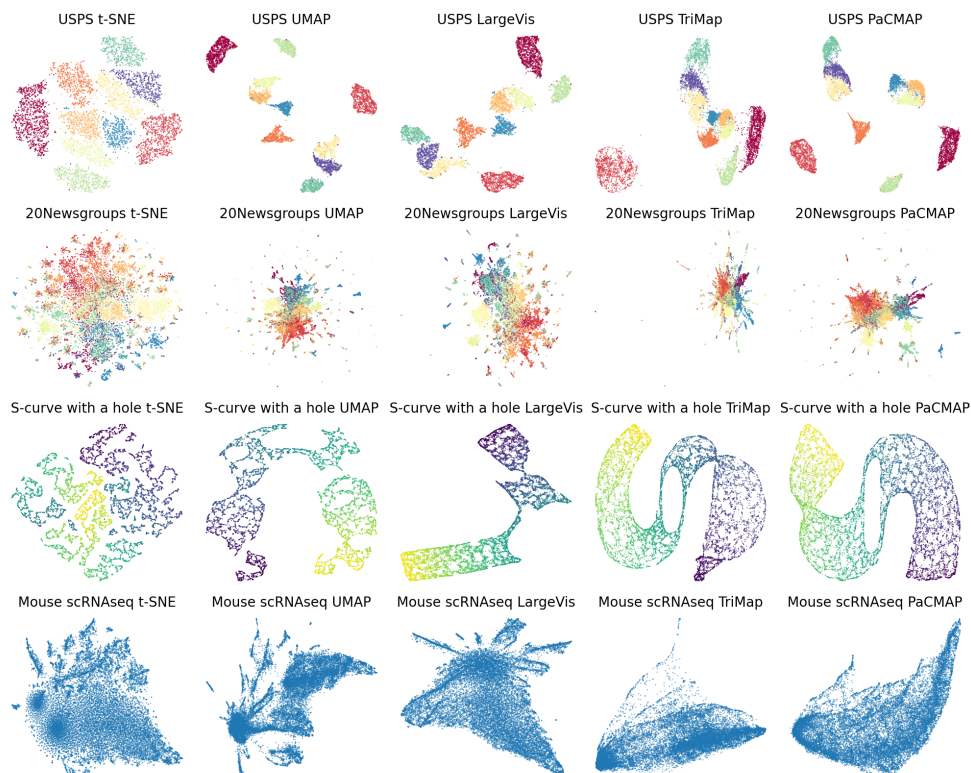 USPS t-SNE
USPS UMAP
USPS LargeVis
USPS TriMap
USPS PaCMAP
20Newsgroups t-SNE
20Newsgroups UMAP
20Newsgroups LargeVis
20Newsgroups TriMap
20Newsgroups PaCMAP
S-curve with a hole t-SNE
S-curve with a hole UMAP
S-curve with a hole LargeVis
S-curve with a hole TriMap
S-curve with a hole PaCMAP
Mouse scRNAseq t-SNE
Mouse scRNAseq UMAP
Mouse scRNAseq LargeVis
Mouse scRNAseq TriMap
Mouse scRNAseq PaCMAP